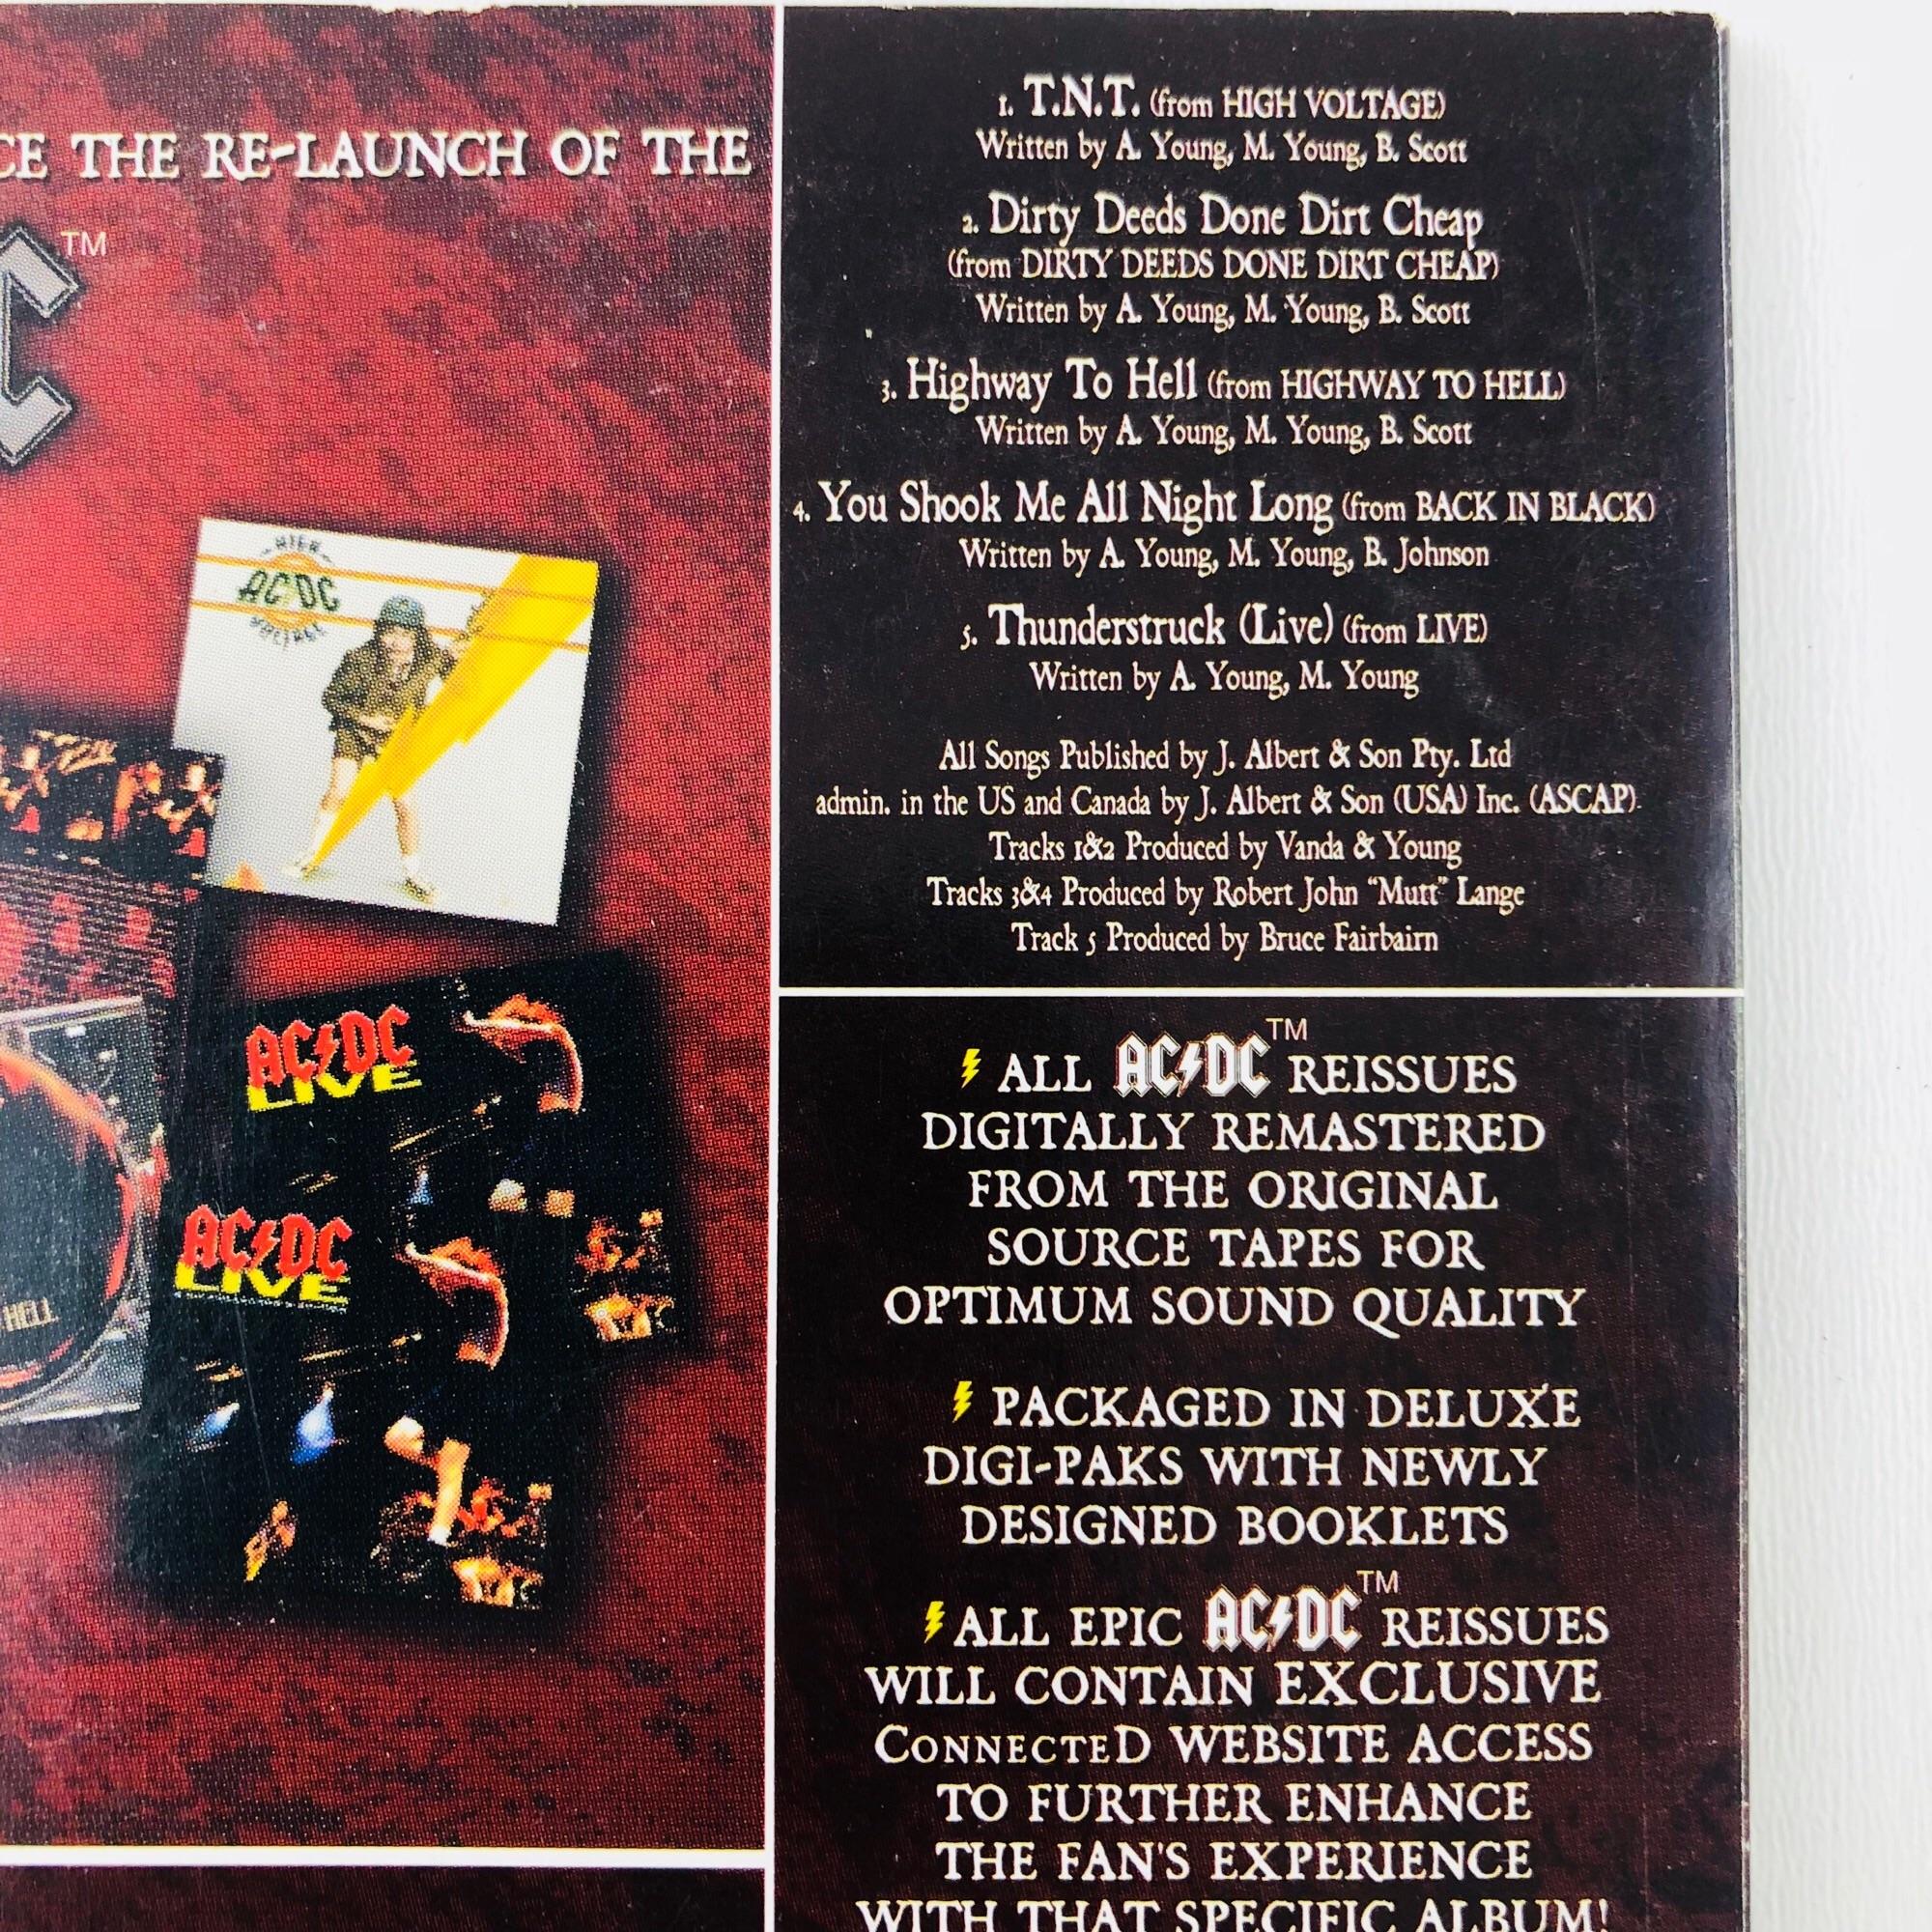 CE THE RE-LAUNCH OF THE
C™
HIGH
AC⚡DC
VOLTAGE
AC⚡DC
LIVE
AC⚡DC
LIVE
HELL
1. T.N.T. (from HIGH VOLTAGE)
Written by A. Young, M. Young, B. Scott
2. Dirty Deeds Done Dirt Cheap
(from DIRTY DEEDS DONE DIRT CHEAP)
Written by A. Young, M. Young, B. Scott
3. Highway To Hell (from HIGHWAY TO HELL)
Written by A. Young, M. Young, B. Scott
4. You Shook Me All Night Long (from BACK IN BLACK)
Written by A. Young, M. Young, B. Johnson
5. Thunderstruck (Live) (from LIVE)
Written by A. Young, M. Young
All Songs Published by J. Albert & Son Pty. Ltd
admin. in the US and Canada by J. Albert & Son (USA) Inc. (ASCAP).
Tracks 1&2 Produced by Vanda & Young
Tracks 3&4 Produced by Robert John “Mutt” Lange
Track 5 Produced by Bruce Fairbairn
⚡ ALL AC⚡DC™ REISSUES
DIGITALLY REMASTERED
FROM THE ORIGINAL
SOURCE TAPES FOR
OPTIMUM SOUND QUALITY
⚡ PACKAGED IN DELUXE
DIGI-PAKS WITH NEWLY
DESIGNED BOOKLETS
⚡ ALL EPIC AC⚡DC™ REISSUES
WILL CONTAIN EXCLUSIVE
CONNECTED WEBSITE ACCESS
TO FURTHER ENHANCE
THE FAN'S EXPERIENCE
WITH THAT SPECIFIC ALBUM!